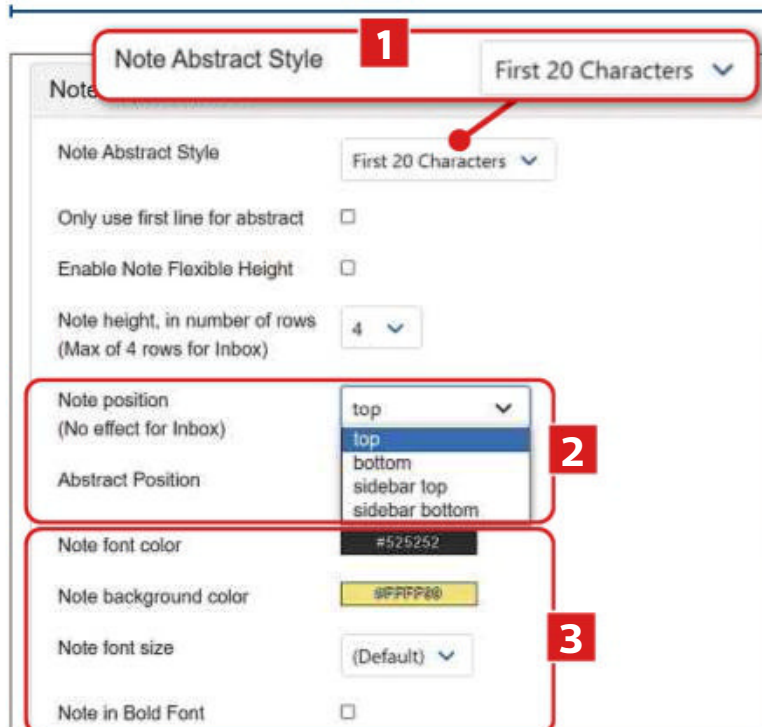 1
Note Abstract Style
First 20 Characters
Note
Note Abstract Style
First 20 Characters
Only use first line for abstract
Enable Note Flexible Height
Note height, in number of rows
(Max of 4 rows for Inbox)
4
Note position
(No effect for Inbox)
top
top
bottom
sidebar top
sidebar bottom
Abstract Position
2
Note font color
#525252
Note background color
Note font size
(Default)
3
Note in Bold Font